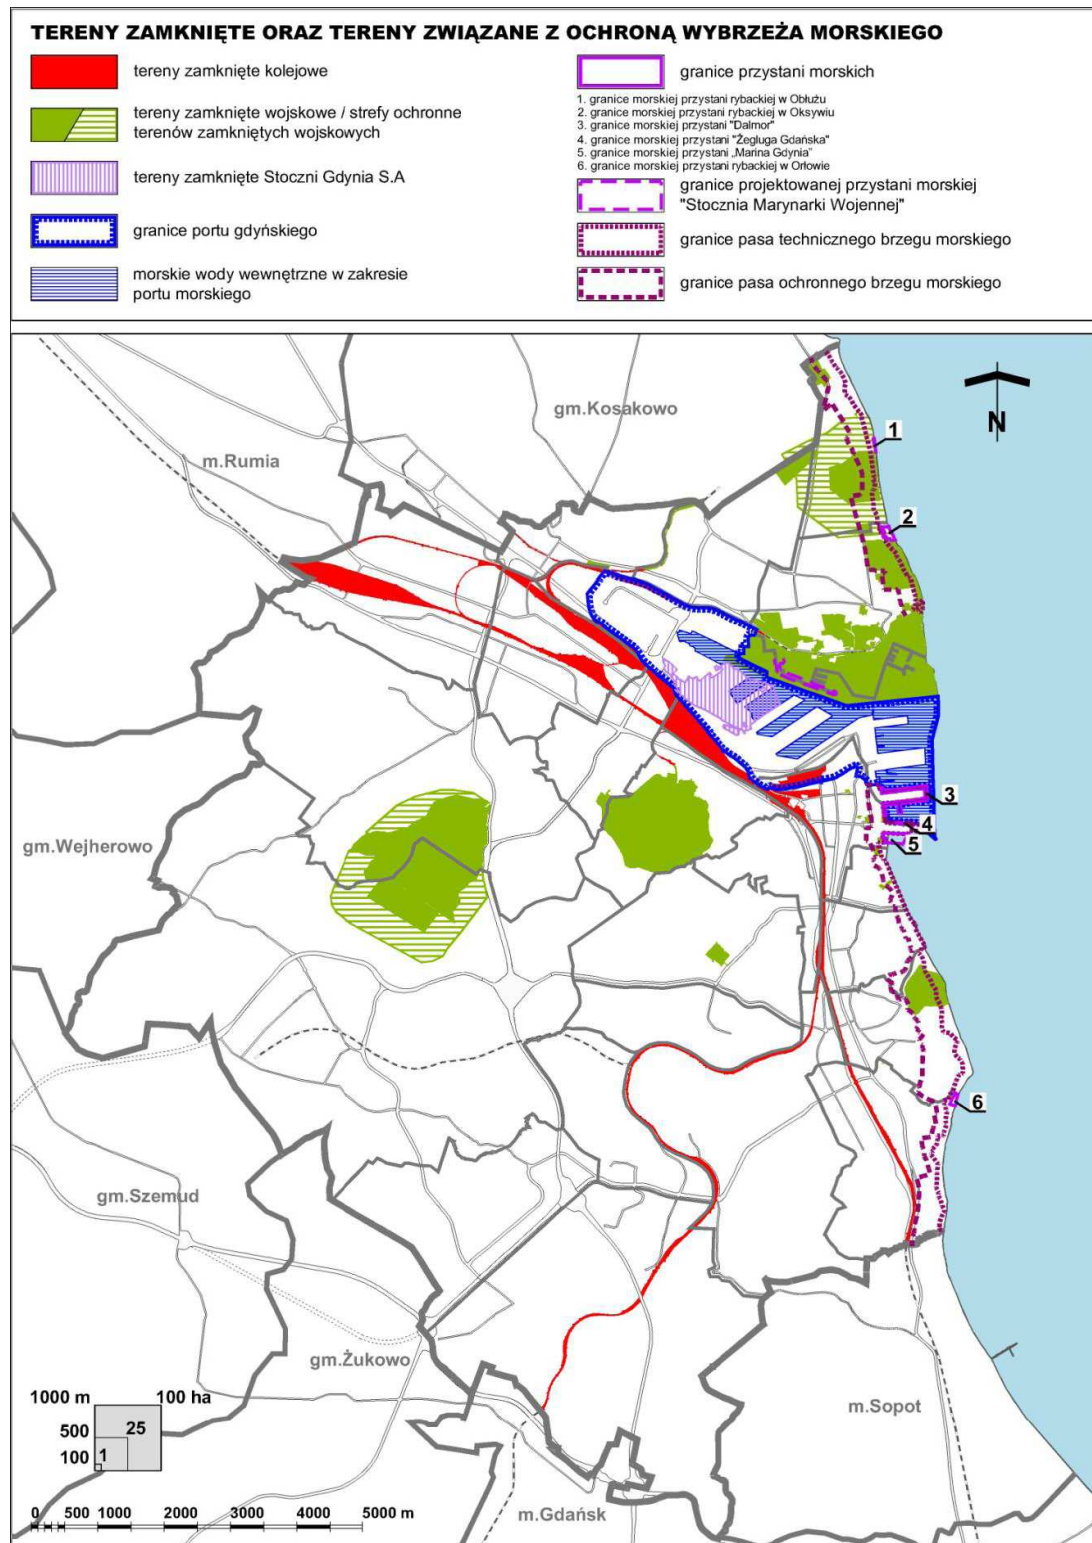 TERENY ZAMKNIĘTE ORAZ TERENY ZWIĄZANE Z OCHRONĄ WYBRZEŻA MORSKIEGO
tereny zamknięte kolejowe
tereny zamknięte wojskowe / strefy ochronne
terenów zamkniętych wojskowych
tereny zamknięte Stoczni Gdynia S.A
granice portu gdyńskiego
morskie wody wewnętrzne w zakresie
portu morskiego
granice przystani morskich
1. granice morskiej przystani rybackiej w Obłużu
2. granice morskiej przystani rybackiej w Oksywiu
3. granice morskiej przystani "Dalmor"
4. granice morskiej przystani "Żegluga Gdańska"
5. granice morskiej przystani „Marina Gdynia"
6. granice morskiej przystani rybackiej w Orłowie
granice projektowanej przystani morskiej
"Stocznia Marynarki Wojennej"
granice pasa technicznego brzegu morskiego
granice pasa ochronnego brzegu morskiego
gm.Kosakowo
N
1
m.Rumia
2
3
4
5
gm.Wejherowo
6
gm.Szemud
gm.Żukowo
m.Sopot
1000 m 100 ha
500 25
100 1
0 500 1000 2000 3000 4000 5000 m
m.Gdańsk